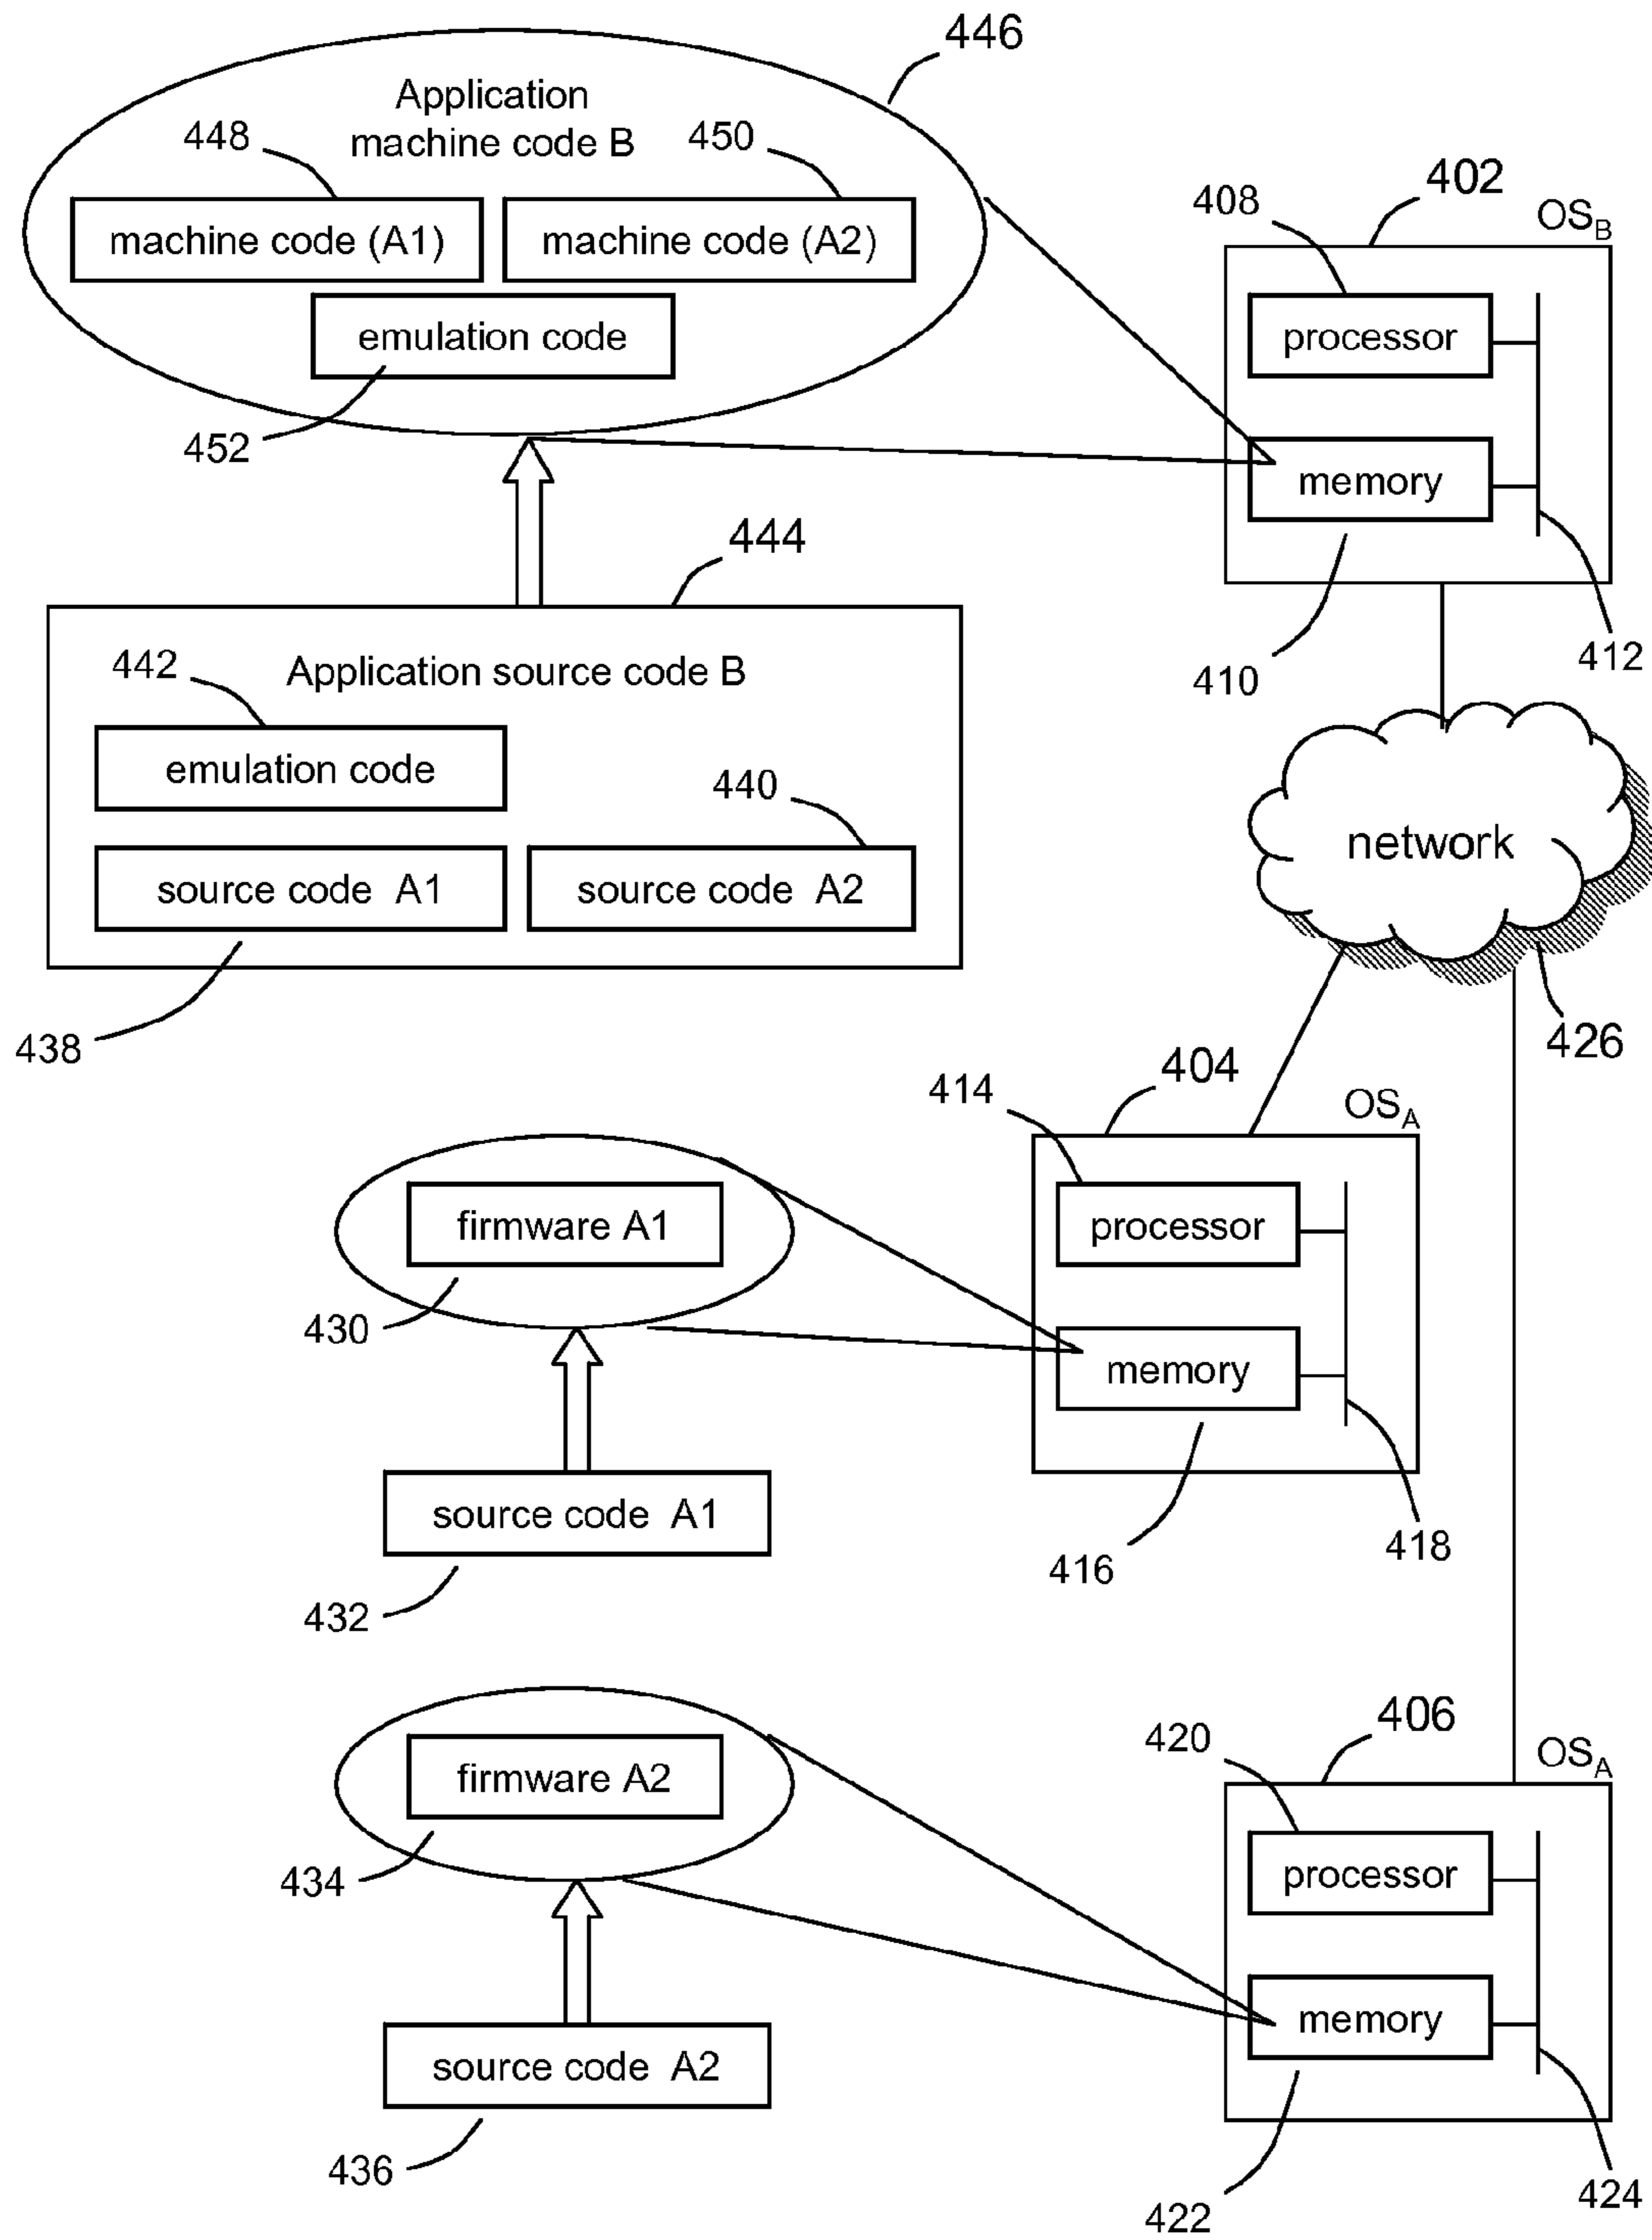 446
Application
machine code B
448
450
machine code (A1)
machine code (A2)
emulation code
452
402
408
OSB
processor
memory
410
412
444
442
Application source code B
emulation code
440
source code A1
source code A2
438
network
426
404
414
OSA
processor
firmware A1
430
memory
source code A1
416
418
432
406
420
OSA
firmware A2
processor
434
memory
source code A2
436
422
424